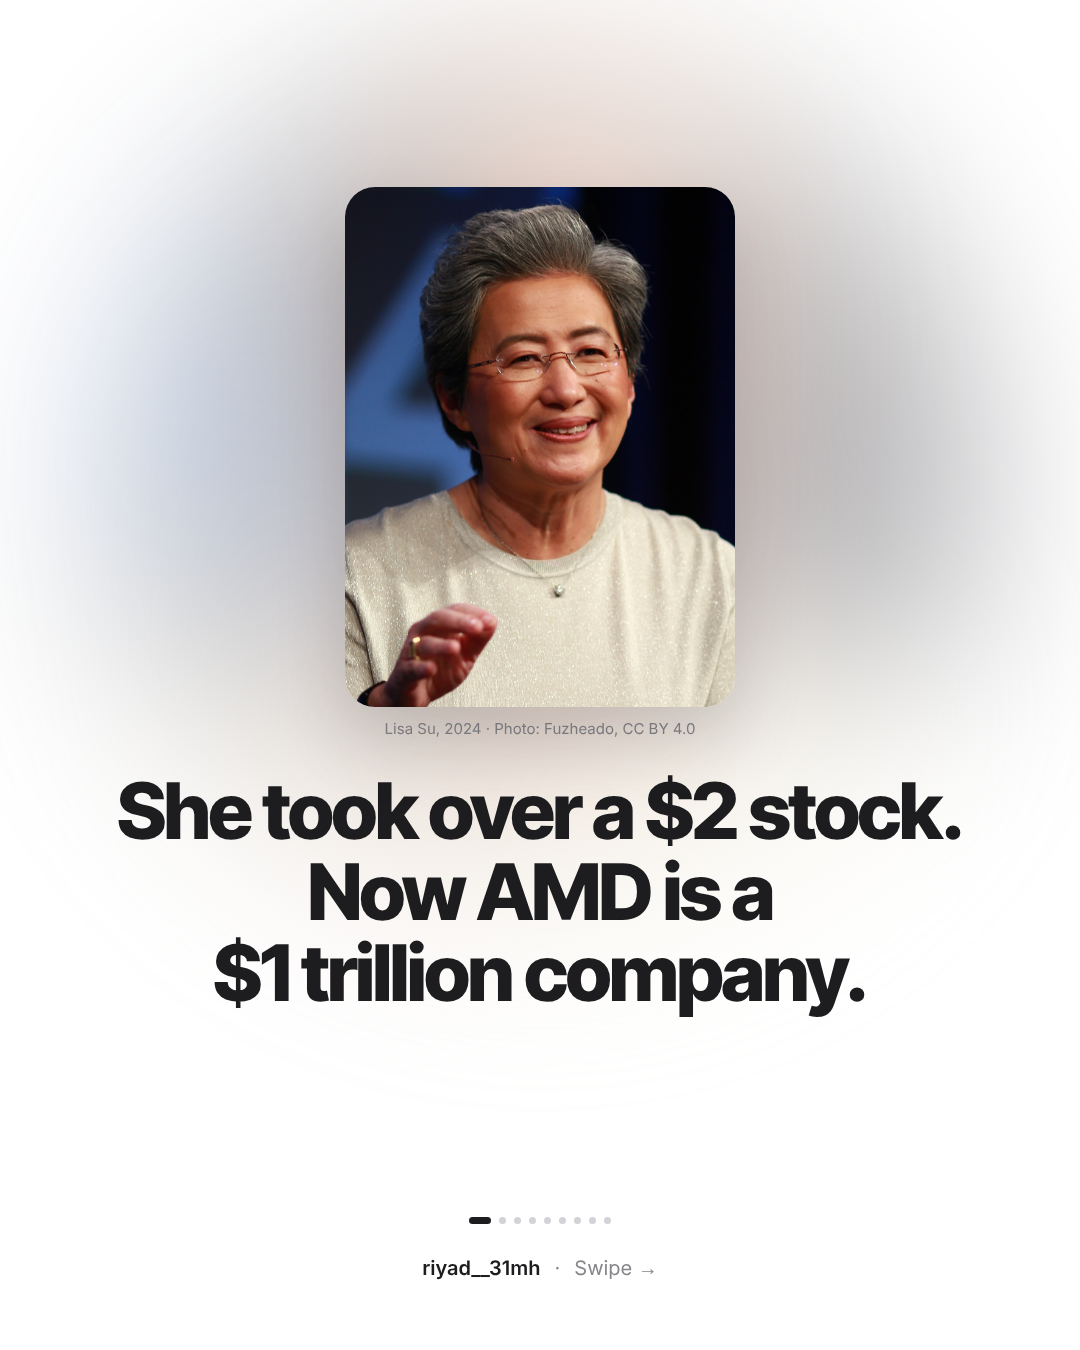 Lisa Su, 2024 · Photo: Fuzheado, CC BY 4.0
She took over a $2 stock.
Now AMD is a
$1 trillion company.
riyad__31mh · Swipe →